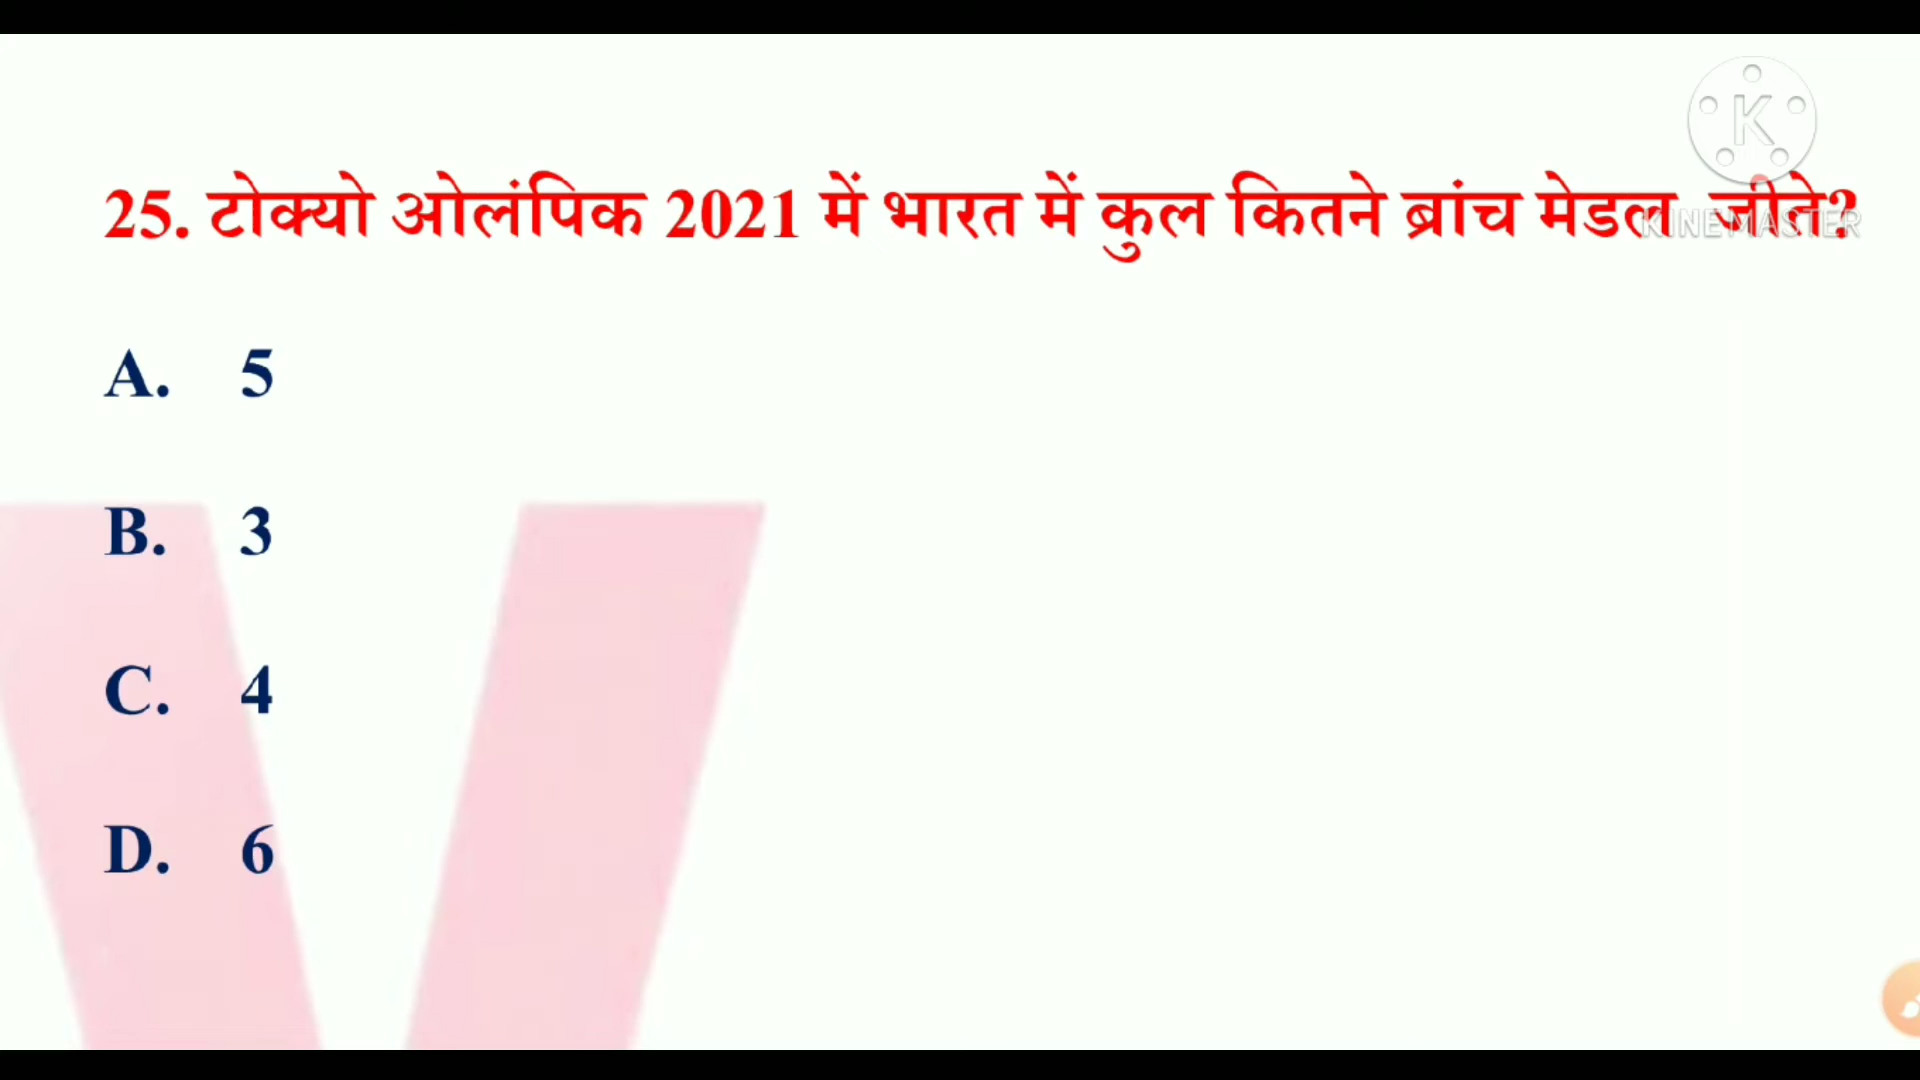 25. टोक्यो ओलंपिक 2021 में भारत में कुल कितने ब्रांच मेडल जीते?
K
KINEMASTER
A. 5
B. 3
C. 4
D. 6